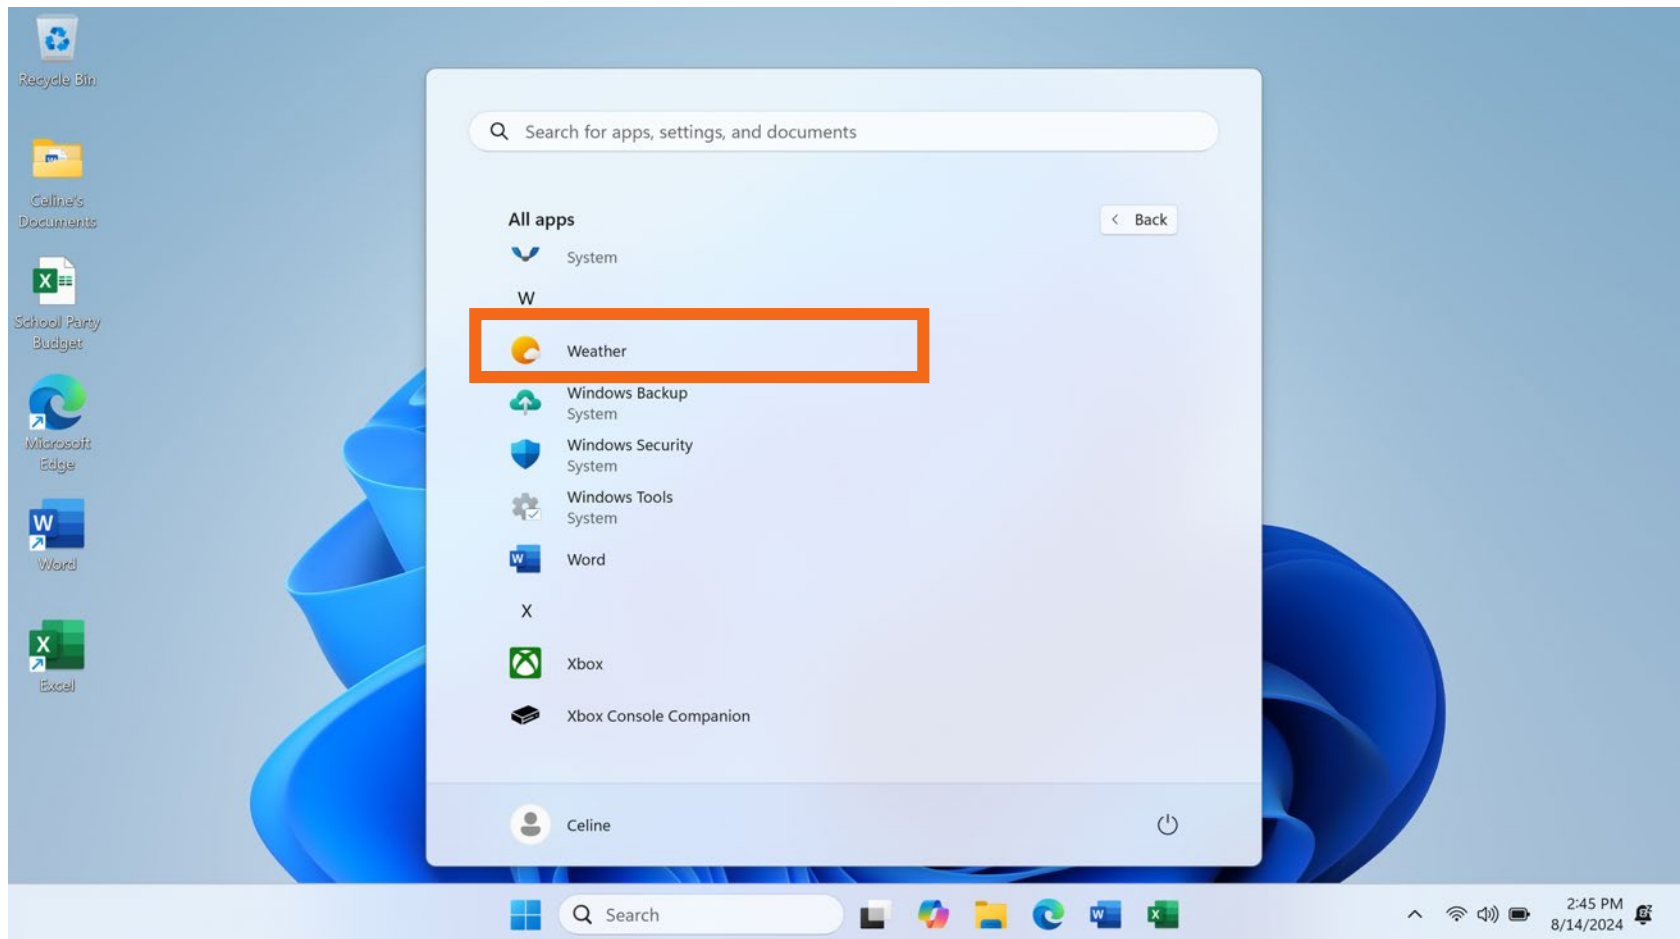 Recycle Bin
Celine's
Documents
School Party
Budget
Microsoft
Edge
Word
Excel
Search for apps, settings, and documents
All apps
Back
System
W
Weather
Windows Backup
System
Windows Security
System
Windows Tools
System
Word
X
Xbox
Xbox Console Companion
Celine
Search
2:45 PM
8/14/2024